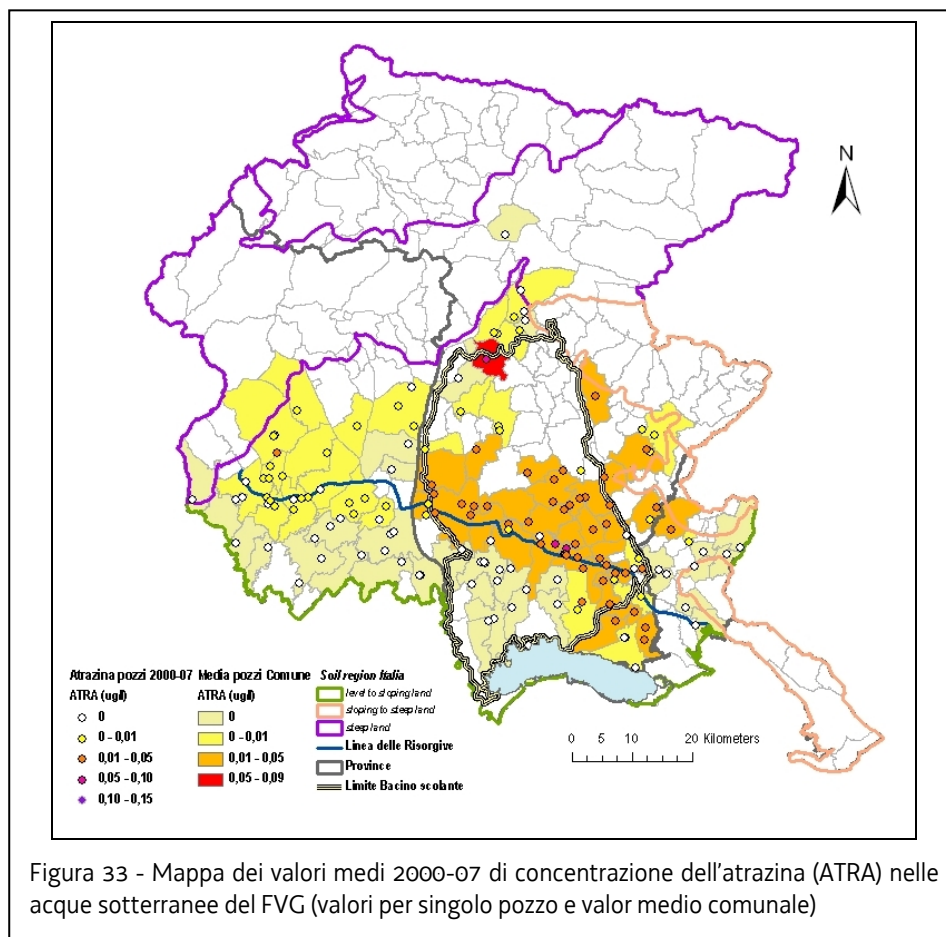 N
Atrazina pozzi 2000-07
ATRA (ug/l)
0
0 - 0,01
0,01 - 0,05
0,05 - 0,10
0,10 - 0,15
Media pozzi Comune
ATRA (ug/l)
0
0 - 0,01
0,01 - 0,05
0,05 - 0,09
Soil region Italia
level to sloping land
sloping to steep land
steep land
Linea delle Risorgive
Province
Limite Bacino scolante
0 5 10 20 Kilometers
Figura 33 - Mappa dei valori medi 2000-07 di concentrazione dell'atrazina (ATRA) nelle
acque sotterranee del FVG (valori per singolo pozzo e valor medio comunale)